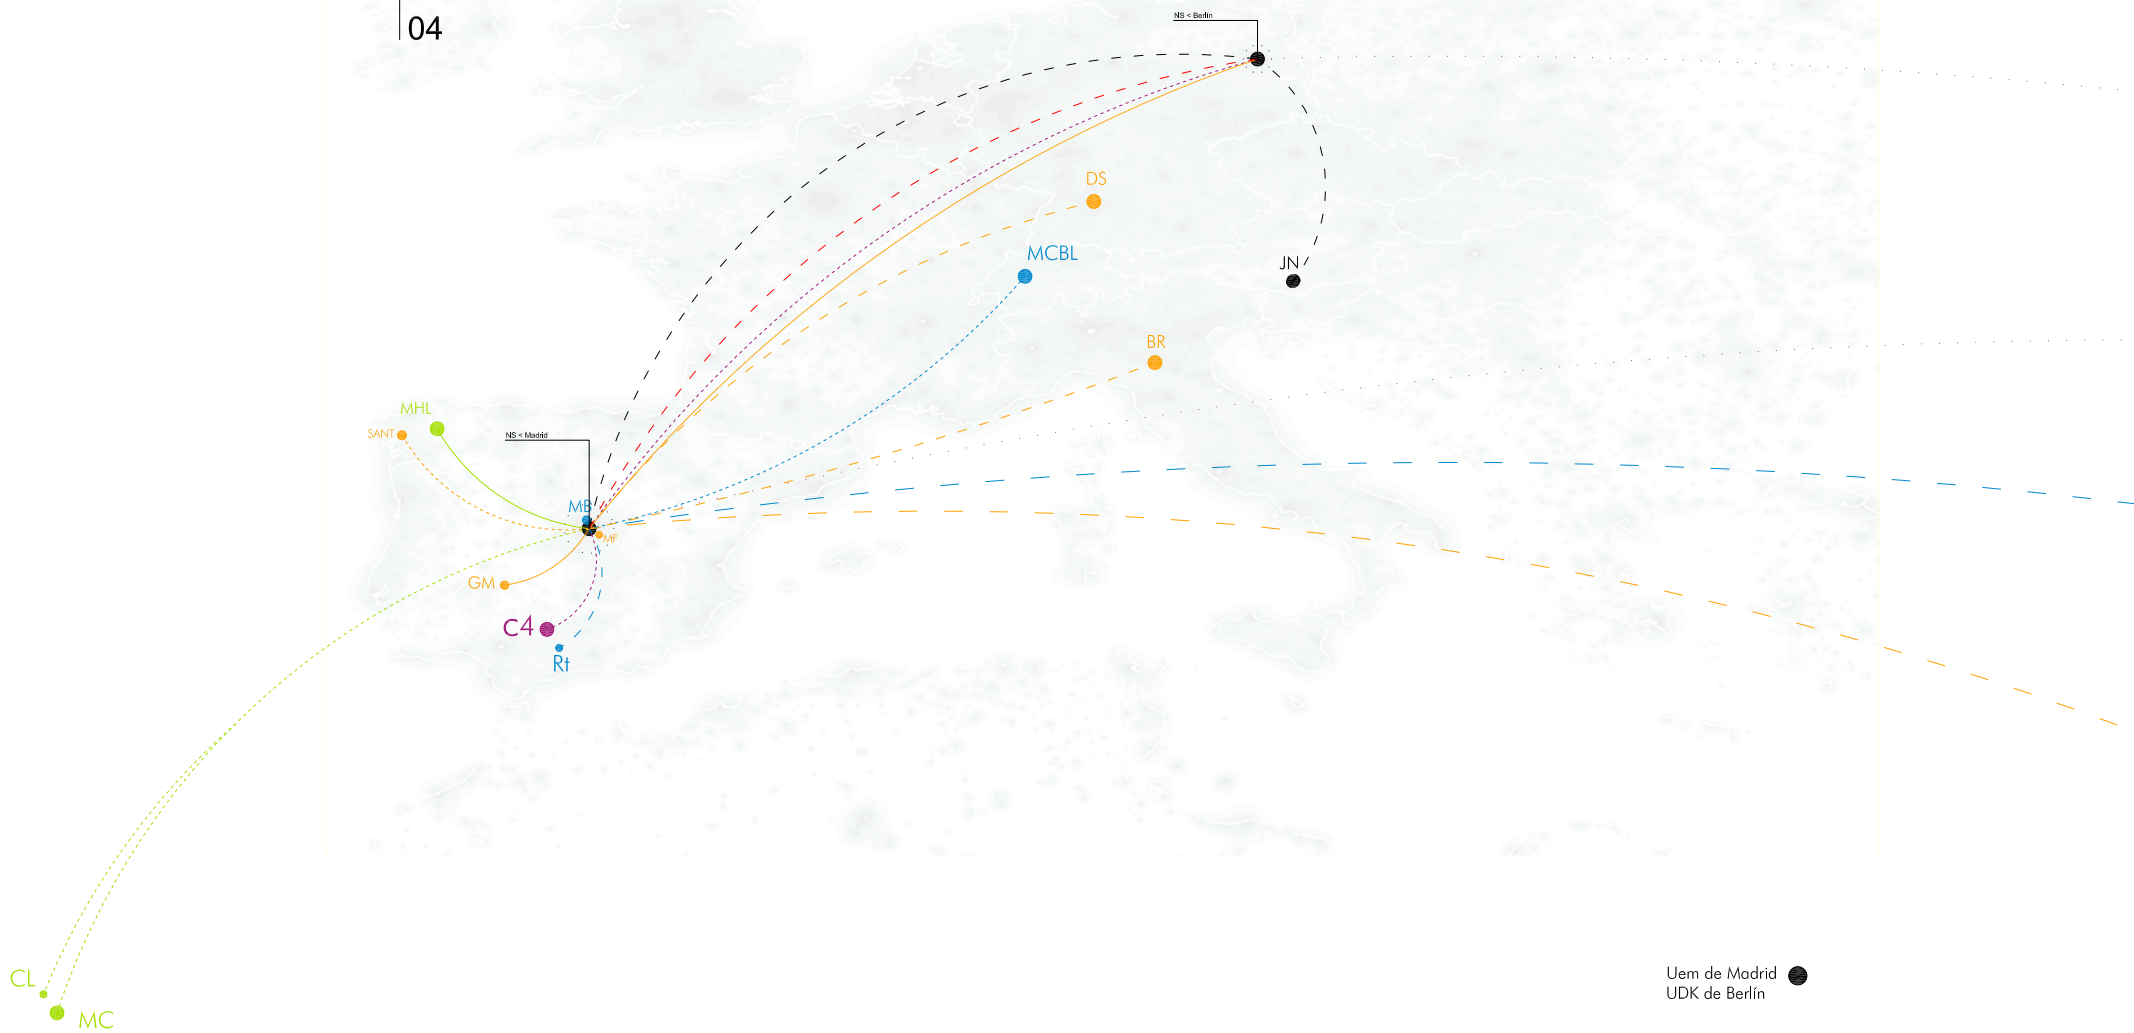 04
NS < Berlín
DS
MCBL
JN
BR
MHL
SANT
NS < Madrid
MB
MF
GM
C4
Rt
CL
MC
Uem de Madrid
UDK de Berlín